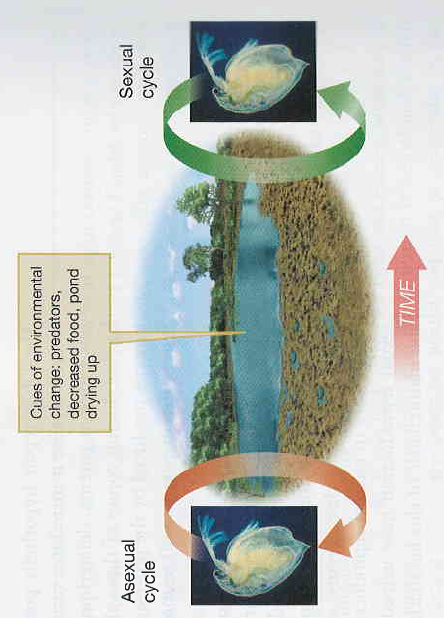 Asexual
cycle
Cues of environmental
change: predators,
decreased food, pond
drying up
Sexual
cycle
TIME